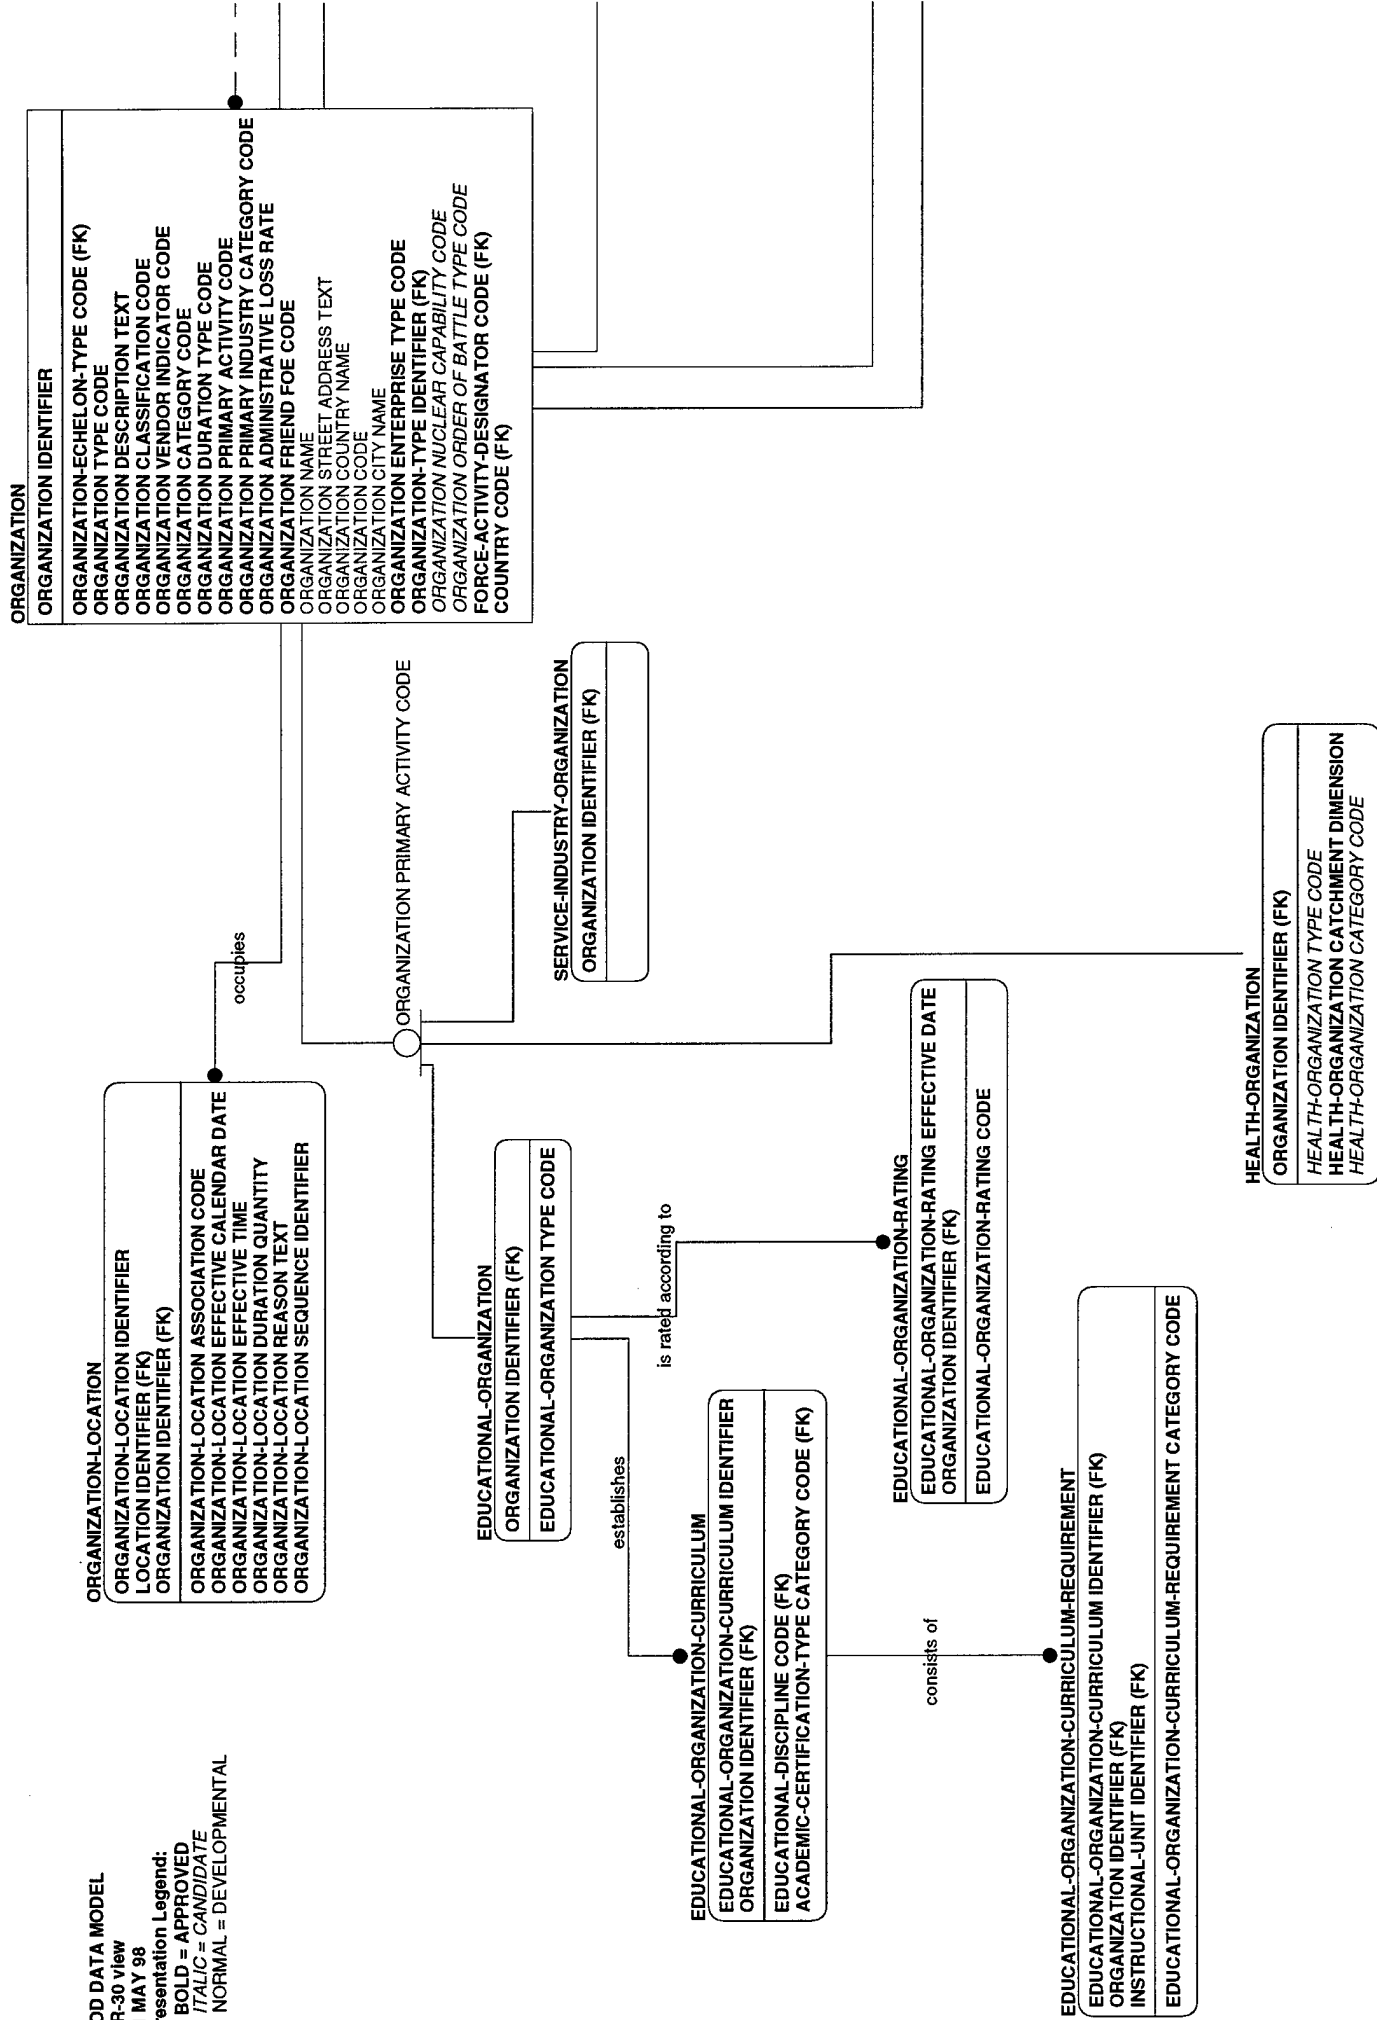 OD DATA MODEL
R-30 view
MAY 98
esentation Legend:
BOLD = APPROVED
ITALIC = CANDIDATE
NORMAL = DEVELOPMENTAL
ORGANIZATION-LOCATION
ORGANIZATION-LOCATION IDENTIFIER
LOCATION IDENTIFIER (FK)
ORGANIZATION IDENTIFIER (FK)
ORGANIZATION-LOCATION ASSOCIATION CODE
ORGANIZATION-LOCATION EFFECTIVE CALENDAR DATE
ORGANIZATION-LOCATION EFFECTIVE TIME
ORGANIZATION-LOCATION DURATION QUANTITY
ORGANIZATION-LOCATION REASON TEXT
ORGANIZATION-LOCATION SEQUENCE IDENTIFIER
occupies
ORGANIZATION
ORGANIZATION IDENTIFIER
ORGANIZATION-ECHELON-TYPE CODE (FK)
ORGANIZATION TYPE CODE
ORGANIZATION DESCRIPTION TEXT
ORGANIZATION CLASSIFICATION CODE
ORGANIZATION VENDOR INDICATOR CODE
ORGANIZATION CATEGORY CODE
ORGANIZATION DURATION TYPE CODE
ORGANIZATION PRIMARY ACTIVITY CODE
ORGANIZATION PRIMARY INDUSTRY CATEGORY CODE
ORGANIZATION ADMINISTRATIVE LOSS RATE
ORGANIZATION FRIEND FOE CODE
ORGANIZATION NAME
ORGANIZATION STREET ADDRESS TEXT
ORGANIZATION COUNTRY NAME
ORGANIZATION CODE
ORGANIZATION CITY NAME
ORGANIZATION ENTERPRISE TYPE CODE
ORGANIZATION-TYPE IDENTIFIER (FK)
ORGANIZATION NUCLEAR CAPABILITY CODE
ORGANIZATION ORDER OF BATTLE TYPE CODE
FORCE-ACTIVITY-DESIGNATOR CODE (FK)
COUNTRY CODE (FK)
ORGANIZATION PRIMARY ACTIVITY CODE
EDUCATIONAL-ORGANIZATION
ORGANIZATION IDENTIFIER (FK)
EDUCATIONAL-ORGANIZATION TYPE CODE
SERVICE-INDUSTRY-ORGANIZATION
ORGANIZATION IDENTIFIER (FK)
establishes
is rated according to
EDUCATIONAL-ORGANIZATION-CURRICULUM
EDUCATIONAL-ORGANIZATION-CURRICULUM IDENTIFIER
ORGANIZATION IDENTIFIER (FK)
EDUCATIONAL-DISCIPLINE CODE (FK)
ACADEMIC-CERTIFICATION-TYPE CATEGORY CODE (FK)
EDUCATIONAL-ORGANIZATION-RATING
EDUCATIONAL-ORGANIZATION-RATING EFFECTIVE DATE
ORGANIZATION IDENTIFIER (FK)
EDUCATIONAL-ORGANIZATION-RATING CODE
consists of
EDUCATIONAL-ORGANIZATION-CURRICULUM-REQUIREMENT
EDUCATIONAL-ORGANIZATION-CURRICULUM IDENTIFIER (FK)
ORGANIZATION IDENTIFIER (FK)
INSTRUCTIONAL-UNIT IDENTIFIER (FK)
EDUCATIONAL-ORGANIZATION-CURRICULUM-REQUIREMENT CATEGORY CODE
HEALTH-ORGANIZATION
ORGANIZATION IDENTIFIER (FK)
HEALTH-ORGANIZATION TYPE CODE
HEALTH-ORGANIZATION CATCHMENT DIMENSION
HEALTH-ORGANIZATION CATEGORY CODE